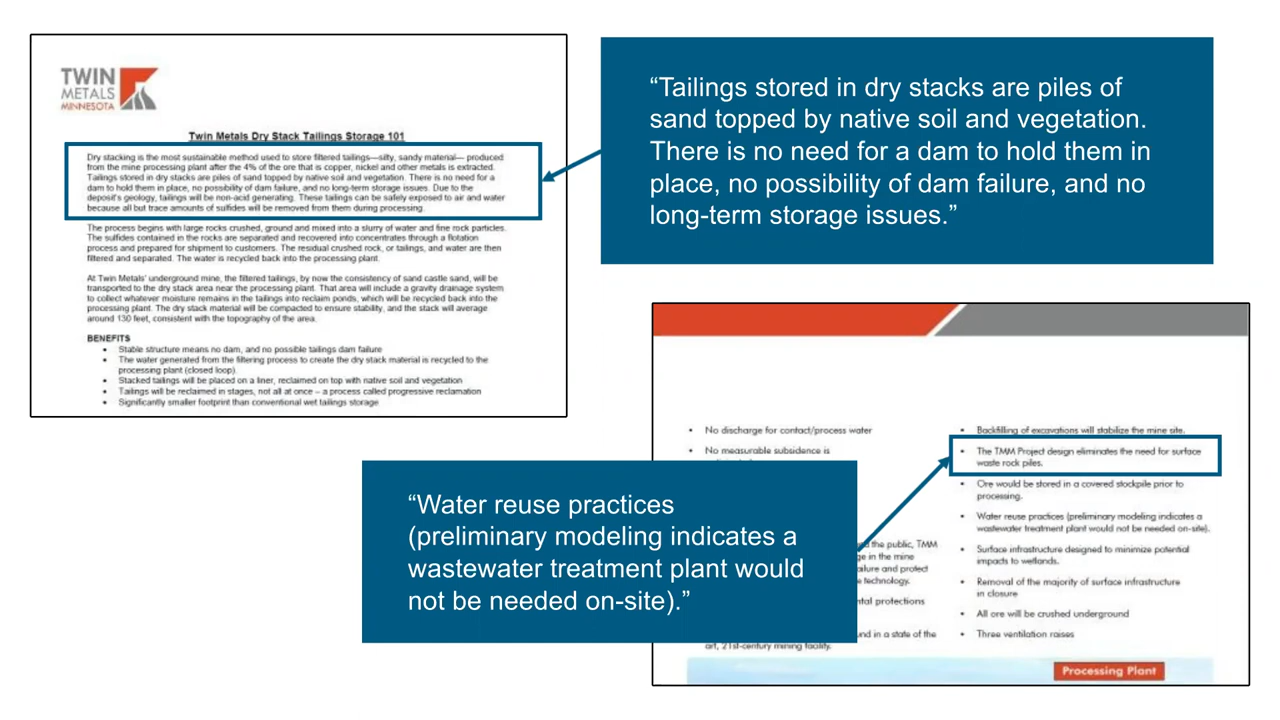 TWIN
METALS
MINNESOTA
Twin Metals Dry Stack Tailings Storage 101
Dry stacking is the most sustainable method used to store filtered tailings—silty, sandy material— produced
from the mine processing plant after the 4% of the ore that is copper, nickel and other metals is extracted.
Tailings stored in dry stacks are piles of sand topped by native soil and vegetation. There is no need for a
dam to hold them in place, no possibility of dam failure, and no long-term storage issues. Due to the
deposit's geology, tailings will be non-acid generating. These tailings can be safely exposed to air and water
because all but trace amounts of sulfides will be removed from them during processing.
The process begins with large rocks crushed, ground and mixed into a slurry of water and fine rock particles.
The sulfides contained in the rocks are separated and recovered into concentrates through a flotation
process and prepared for shipment to customers. The residual crushed rock, or tailings, and water are then
filtered and separated. The water is recycled back into the processing plant.
At Twin Metals' underground mine, the filtered tailings, by now the consistency of sand castle sand, will be
transported to the dry stack area near the processing plant. That area will include a gravity drainage system
to collect whatever moisture remains in the tailings into reclaim ponds, which will be recycled back into the
processing plant. The dry stack material will be compacted to ensure stability, and the stack will average
around 130 feet, consistent with the topography of the area.
BENEFITS
• Stable structure means no dam, and no possible tailings dam failure
• The water generated from the filtering process to create the dry stack material is recycled to the
processing plant (closed loop)
• Stacked tailings will be placed on a liner, reclaimed on top with native soil and vegetation
• Tailings will be reclaimed in stages, not all at once – a process called progressive reclamation
• Significantly smaller footprint than conventional wet tailings storage
“Tailings stored in dry stacks are piles of
sand topped by native soil and vegetation.
There is no need for a dam to hold them in
place, no possibility of dam failure, and no
long-term storage issues.”
• No discharge for contact/process water
• No measurable subsidence is
“Water reuse practices
(preliminary modeling indicates a
wastewater treatment plant would
not be needed on-site).”
the public, TMM
in the mine
failure and protect
technology.
protections
in a state of the
art, 21st-century mining facility.
• Backfilling of excavations will stabilize the mine site.
• The TMM Project design eliminates the need for surface
waste rock piles.
• Ore would be stored in a covered stockpile prior to
processing.
• Water reuse practices (preliminary modeling indicates a
wastewater treatment plant would not be needed on-site).
• Surface infrastructure designed to minimize potential
impacts to wetlands.
• Removal of the majority of surface infrastructure
in closure
• All ore will be crushed underground
• Three ventilation raises
Processing Plant